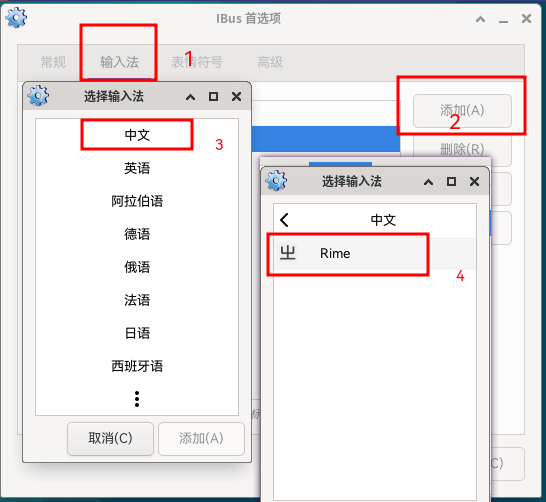 IBus 首选项
常规 输入法 表情符号 高级
1
添加(A)
2
删除(R)
选择输入法
中文
3
英语
阿拉伯语
德语
俄语
法语
日语
西班牙语
取消(C) 添加(A)
选择输入法
中文
Rime
4
C)